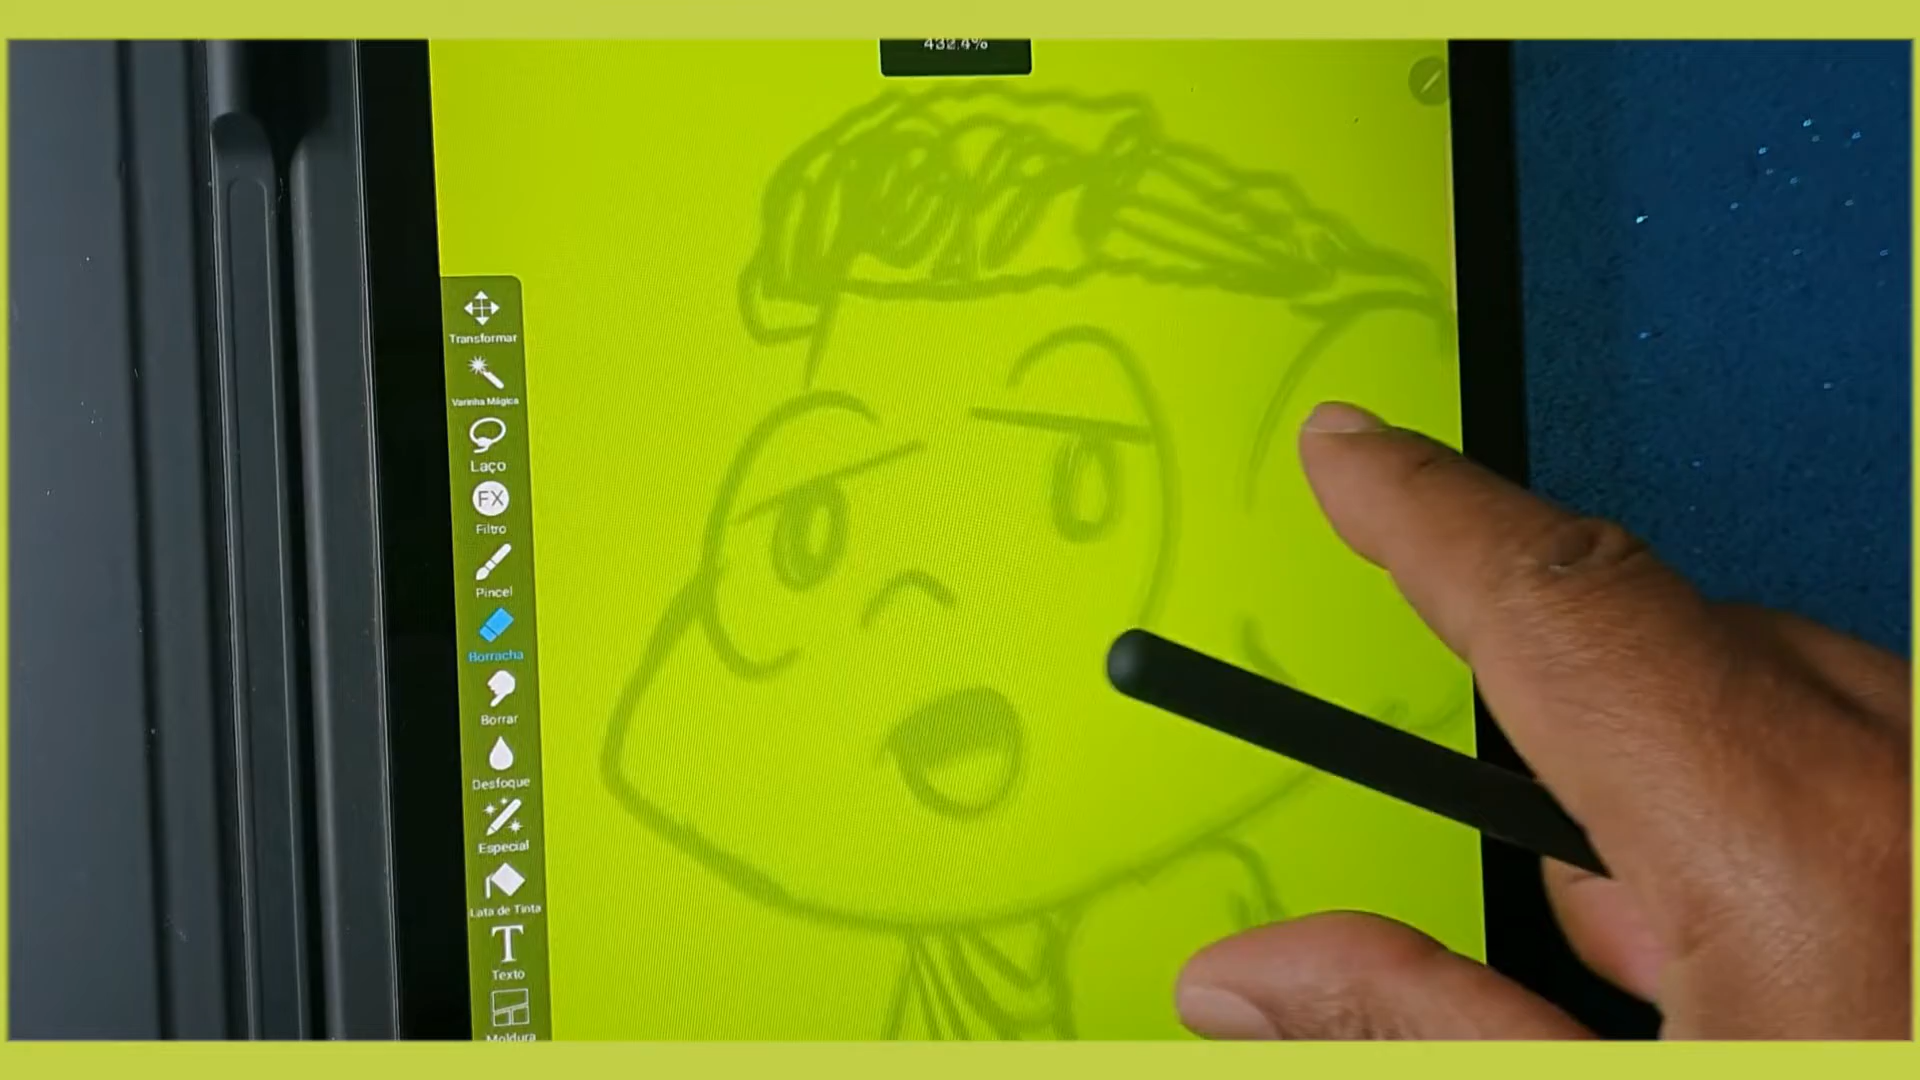 432.4%
Transformar
Varinha Mágica
Laço
FX
Filtro
Pincel
Borracha
Borrar
Desfoque
Especial
Lata de Tinta
T
Texto
Moldura